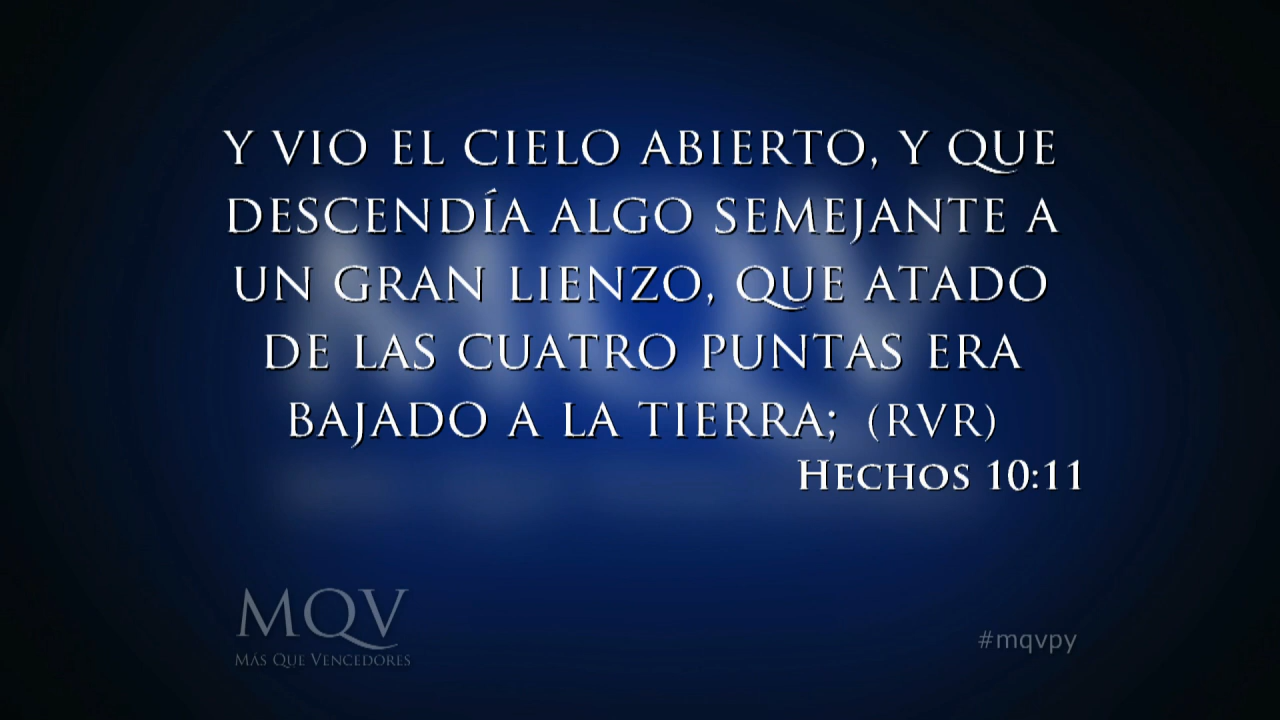 Y VIO EL CIELO ABIERTO, Y QUE
DESCENDÍA ALGO SEMEJANTE A
UN GRAN LIENZO, QUE ATADO
DE LAS CUATRO PUNTAS ERA
BAJADO A LA TIERRA; (RVR)
HECHOS 10:11
MQV
MÁS QUE VENCEDORES
#mqvpy